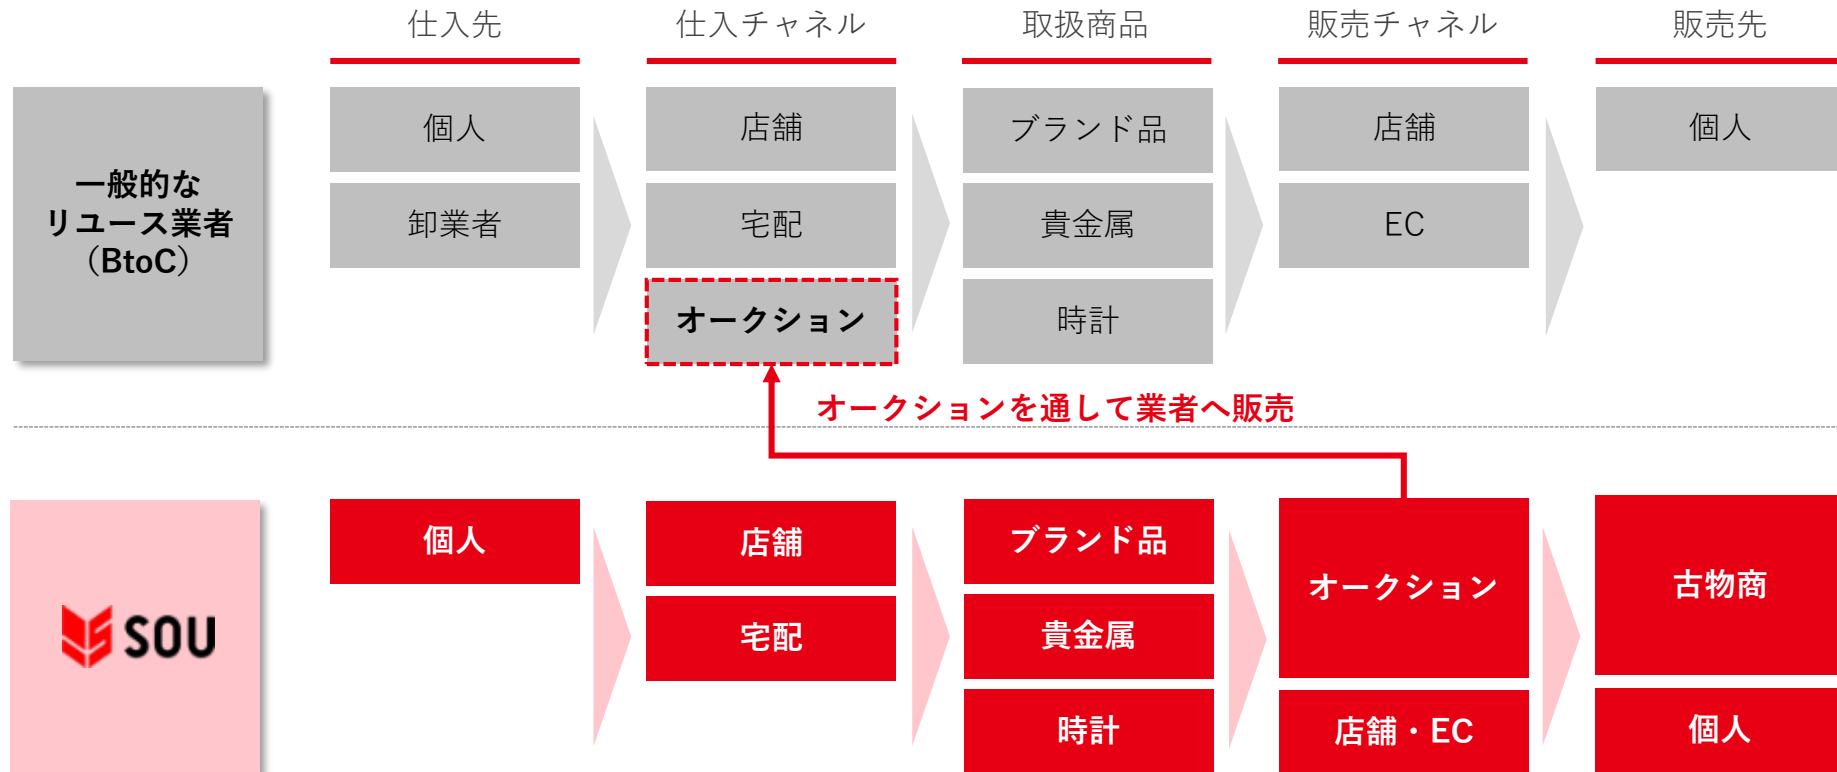 仕入先
仕入チャネル
取扱商品
販売チャネル
販売先
一般的な
リユース業者
（BtoC）
個人
卸業者
店舗
宅配
オークション
ブランド品
貴金属
時計
店舗
EC
個人
オークションを通して業者へ販売
SOU
個人
店舗
宅配
ブランド品
貴金属
時計
オークション
店舗・EC
古物商
個人